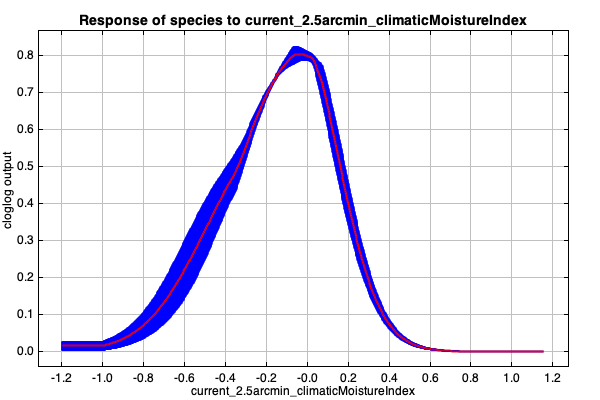 Response of species to current_2.5arcmin_climaticMoistureIndex
cloglog output
0.8
0.7
0.6
0.5
0.4
0.3
0.2
0.1
0.0
-1.2 -1.0 -0.8 -0.6 -0.4 -0.2 -0.0 0.2 0.4 0.6 0.8 1.0 1.2
current_2.5arcmin_climaticMoistureIndex